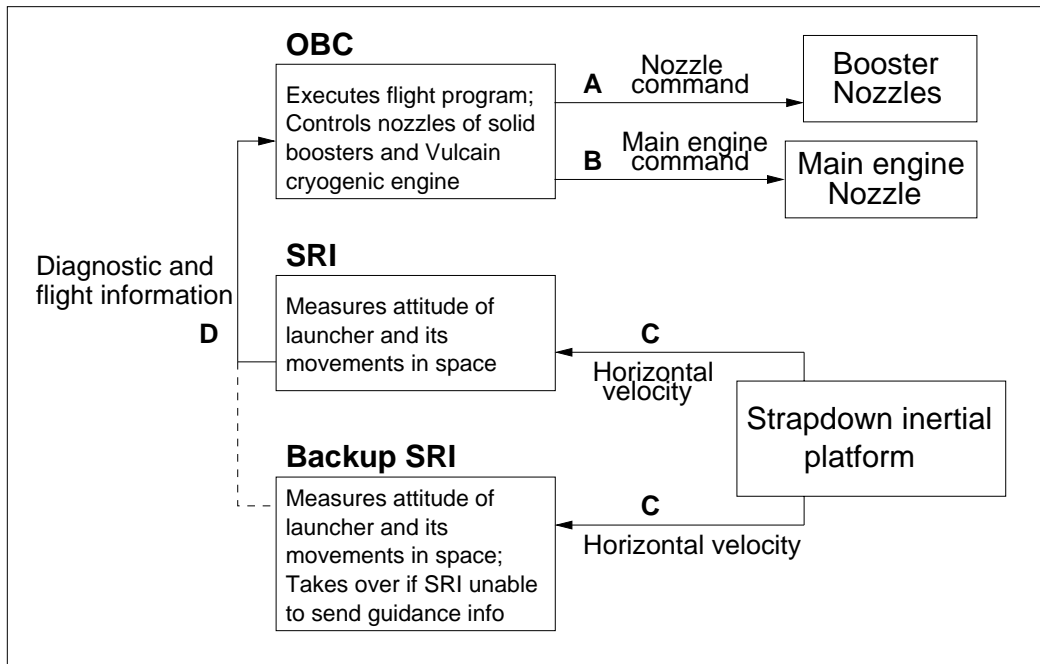 OBC
Executes flight program;
Controls nozzles of solid
boosters and Vulcain
cryogenic engine
A
Nozzle
command
Booster
Nozzles
B
Main engine
command
Main engine
Nozzle
Diagnostic and
flight information
D
SRI
Measures attitude of
launcher and its
movements in space
C
Horizontal
velocity
Strapdown inertial
platform
Backup SRI
Measures attitude of
launcher and its
movements in space;
Takes over if SRI unable
to send guidance info
C
Horizontal velocity